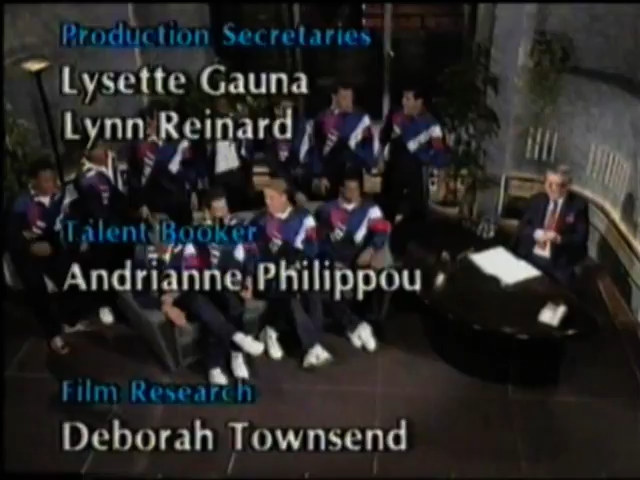 Production Secretaries
Lysette Gauna
Lynn Reinard
Talent Booker
Andrianne Philippou
Film Research
Deborah Townsend